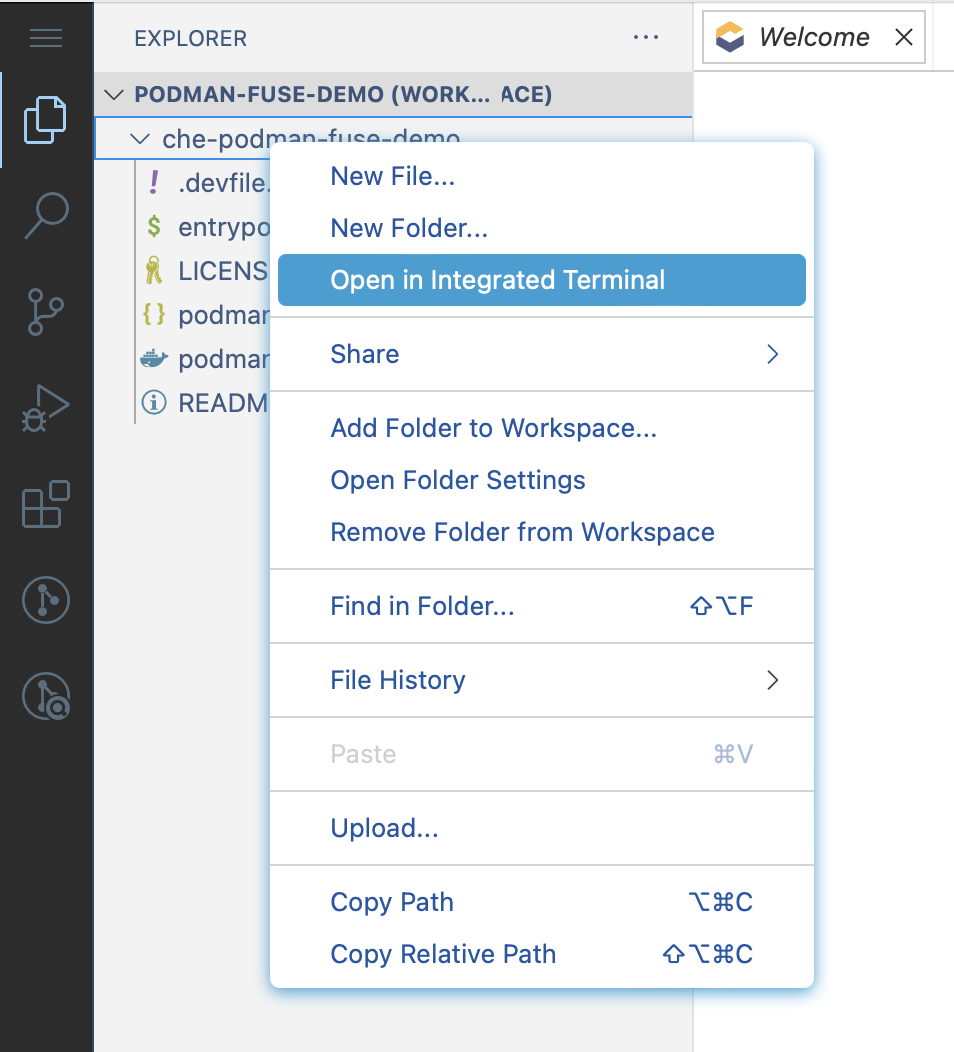 EXPLORER
Welcome
PODMAN-FUSE-DEMO (WORK... ACE)
che-podman-fuse-demo
.devfile.
entrypo
LICENS
podman
podman
READM
New File...
New Folder...
Open in Integrated Terminal
Share
Add Folder to Workspace...
Open Folder Settings
Remove Folder from Workspace
Find in Folder... ⇧⌥F
File History
Paste ⌘V
Upload...
Copy Path ⌥⌘C
Copy Relative Path ⇧⌥⌘C